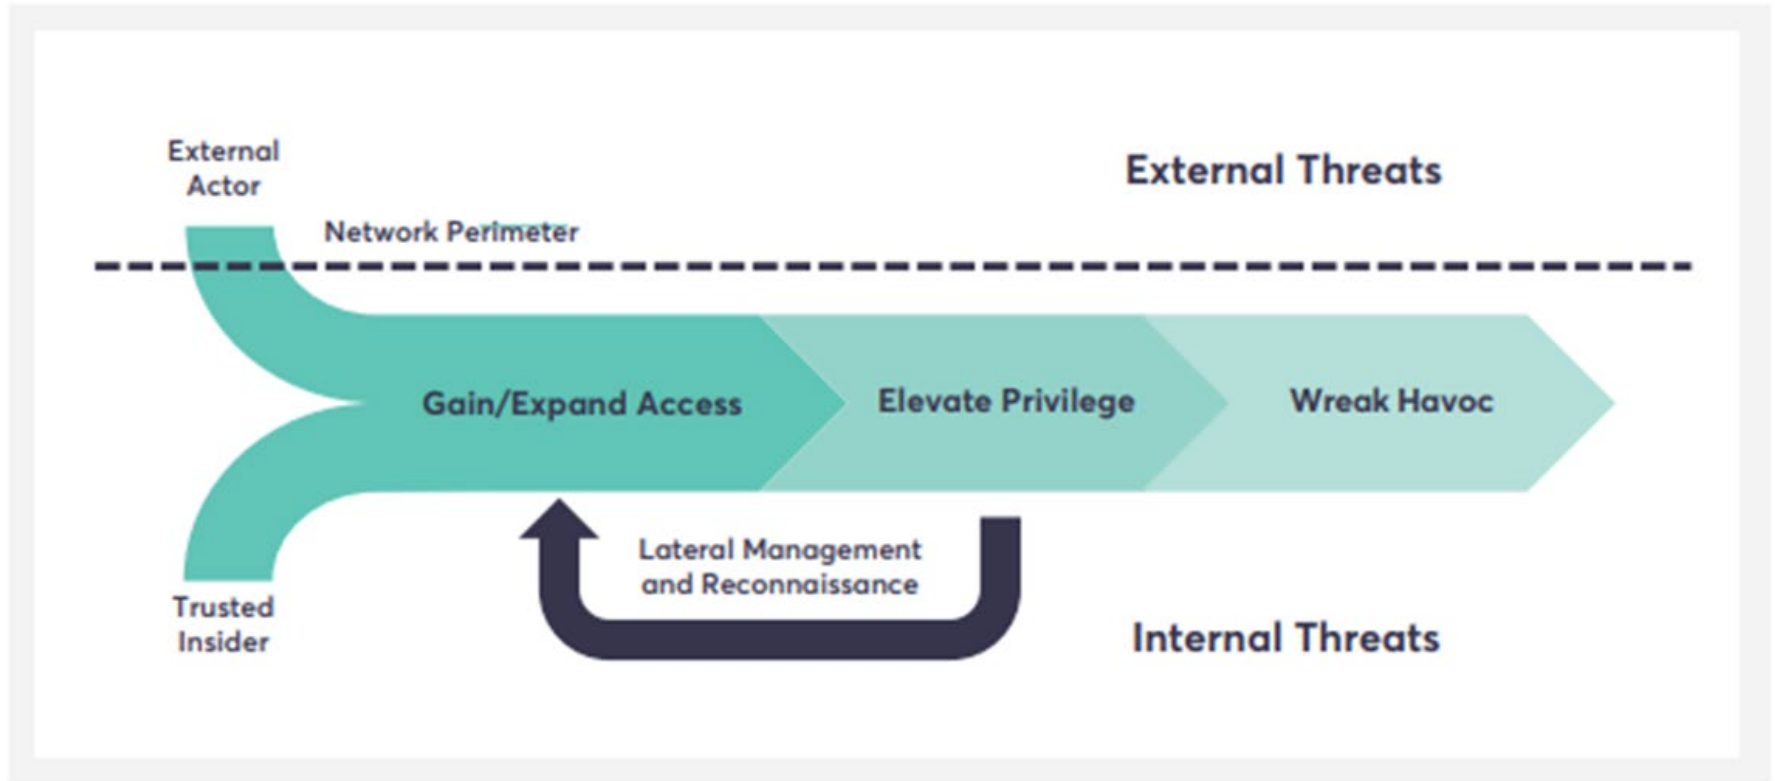 External
Actor
External Threats
Network Perimeter
Gain/Expand Access
Elevate Privilege
Wreak Havoc
Lateral Management
and Reconnaissance
Trusted
Insider
Internal Threats